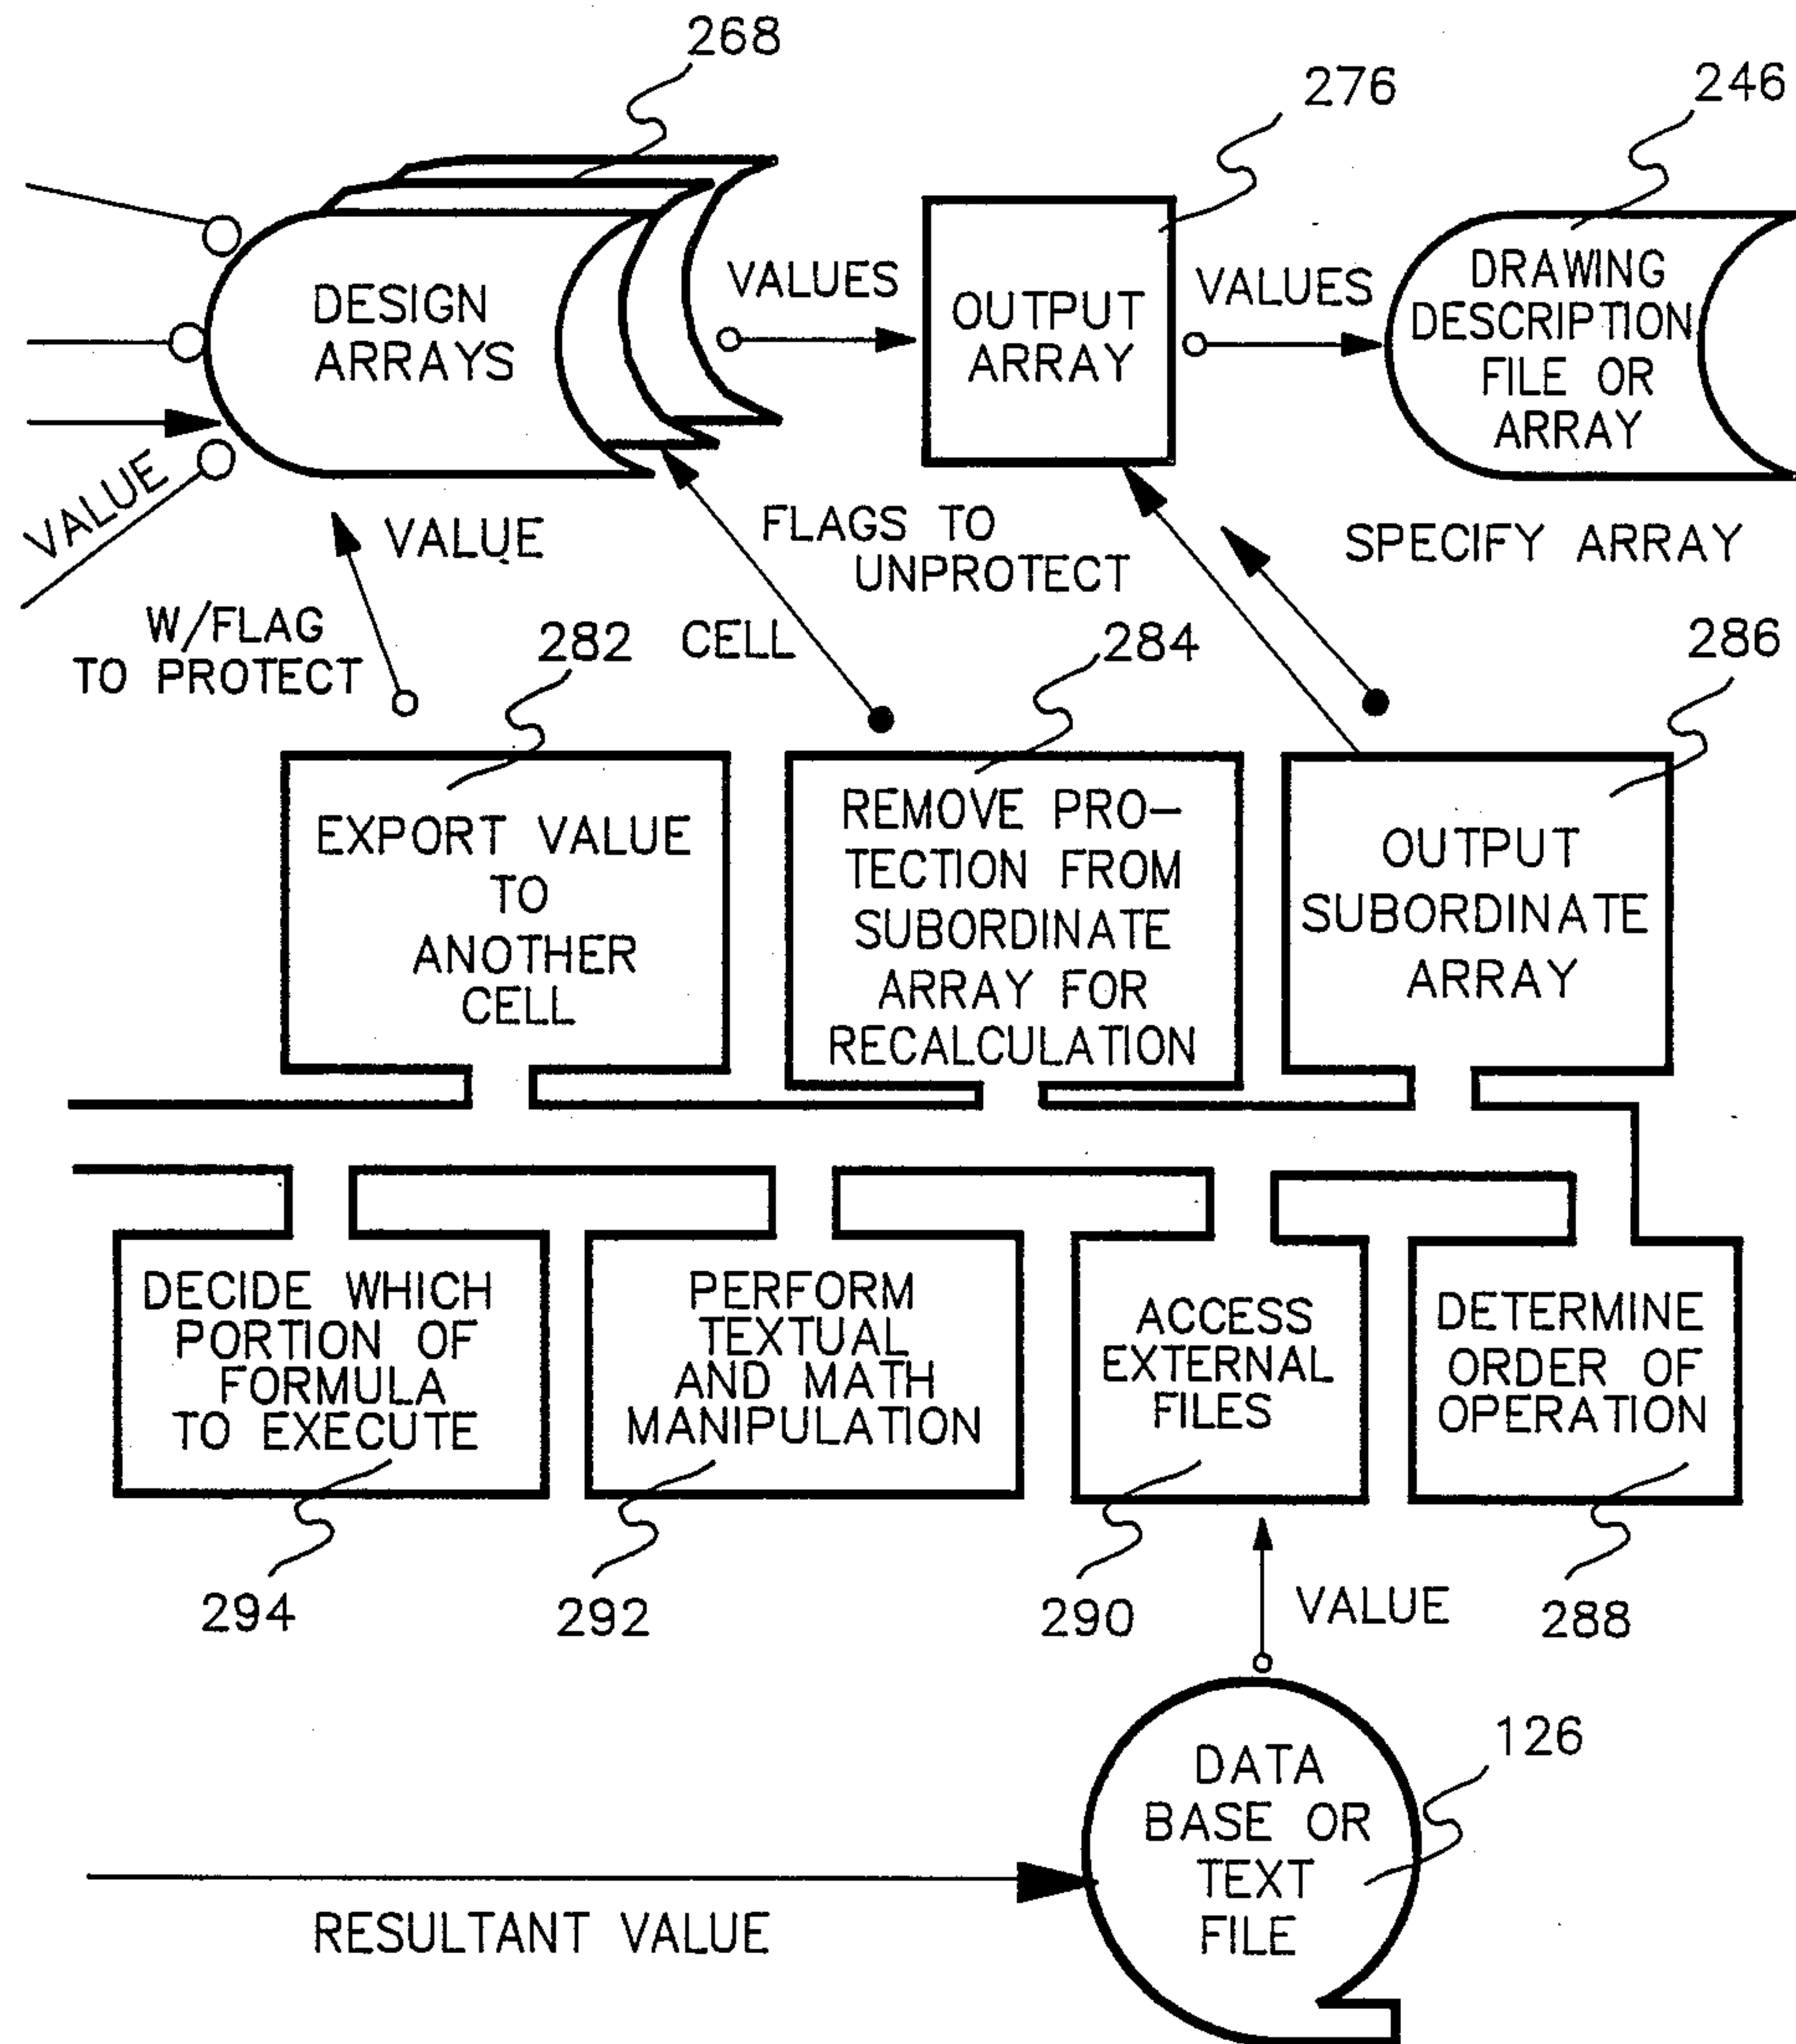 268
276
246
DESIGN
ARRAYS
VALUES
OUTPUT
ARRAY
VALUES
DRAWING
DESCRIPTION
FILE OR
ARRAY
VALUE
VALUE
W/FLAG
TO PROTECT
FLAGS TO
UNPROTECT
CELL
SPECIFY ARRAY
282
284
286
EXPORT VALUE
TO
ANOTHER
CELL
REMOVE PRO-
TECTION FROM
SUBORDINATE
ARRAY FOR
RECALCULATION
OUTPUT
SUBORDINATE
ARRAY
DECIDE WHICH
PORTION OF
FORMULA
TO EXECUTE
PERFORM
TEXTUAL
AND MATH
MANIPULATION
ACCESS
EXTERNAL
FILES
DETERMINE
ORDER OF
OPERATION
294
292
290
VALUE
288
126
DATA
BASE OR
TEXT
FILE
RESULTANT VALUE